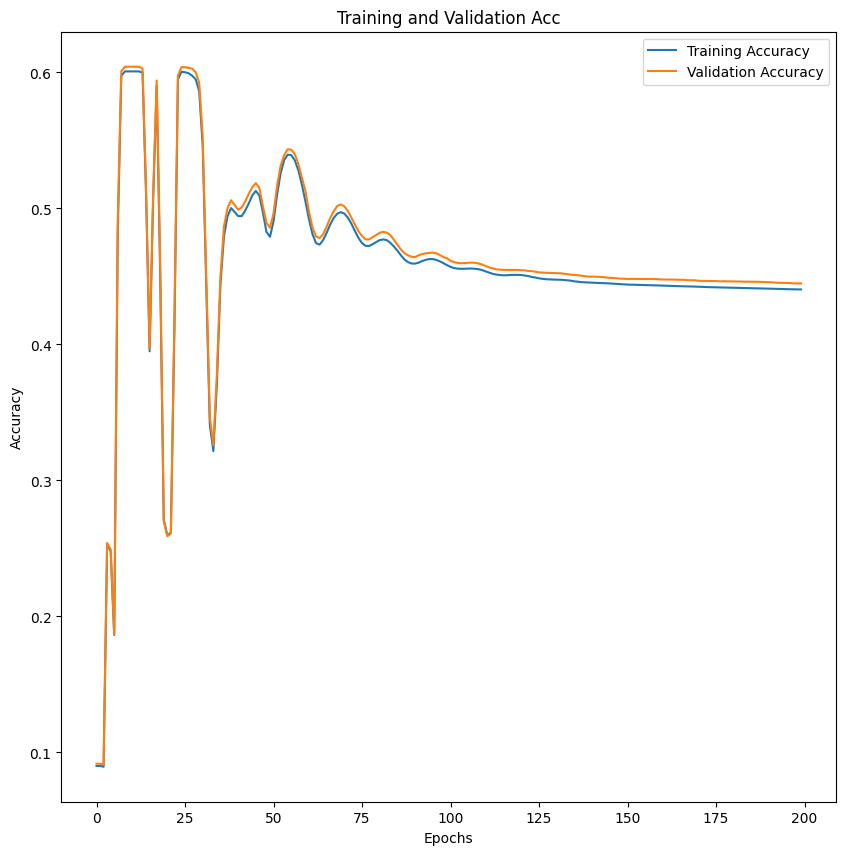 Training and Validation Acc
Training Accuracy
Validation Accuracy
0.6
0.5
0.4
0.3
0.2
0.1
Accuracy
0 25 50 75 100 125 150 175 200
Epochs